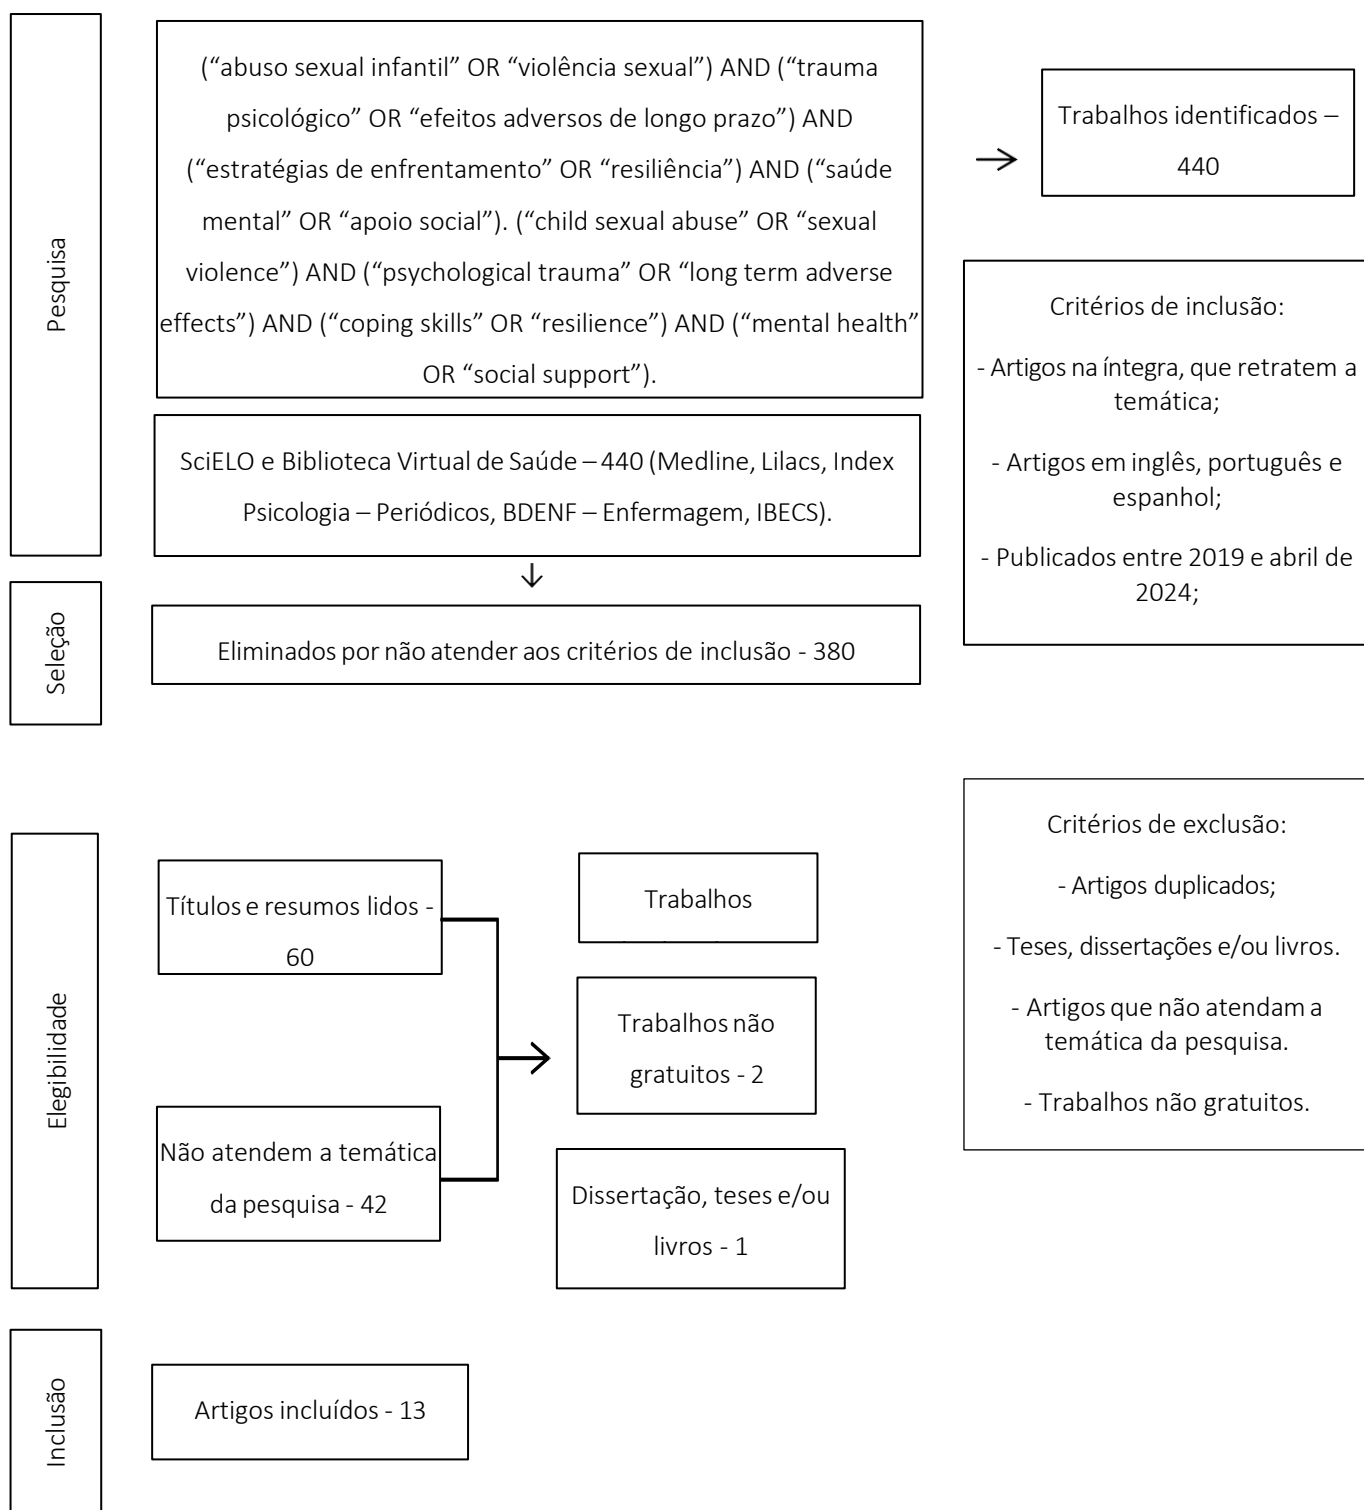 Pesquisa
(“abuso sexual infantil” OR “violência sexual”) AND (“trauma
psicológico” OR “efeitos adversos de longo prazo”) AND
(“estratégias de enfrentamento” OR “resiliência”) AND (“saúde
mental” OR “apoio social”). (“child sexual abuse” OR “sexual
violence”) AND (“psychological trauma” OR “long term adverse
effects”) AND (“coping skills” OR “resilience”) AND (“mental health”
OR “social support”).
Trabalhos identificados –
440
SciELO e Biblioteca Virtual de Saúde – 440 (Medline, Lilacs, Index
Psicologia – Periódicos, BDENF – Enfermagem, IBECS).
Critérios de inclusão:
- Artigos na íntegra, que retratem a
temática;
- Artigos em inglês, português e
espanhol;
- Publicados entre 2019 e abril de
2024;
Seleção
Eliminados por não atender aos critérios de inclusão - 380
Elegibilidade
Títulos e resumos lidos -
60
Não atendem a temática
da pesquisa - 42
Trabalhos
Trabalhos não
gratuitos - 2
Dissertação, teses e/ou
livros - 1
Critérios de exclusão:
- Artigos duplicados;
- Teses, dissertações e/ou livros.
- Artigos que não atendam a
temática da pesquisa.
- Trabalhos não gratuitos.
Inclusão
Artigos incluídos - 13